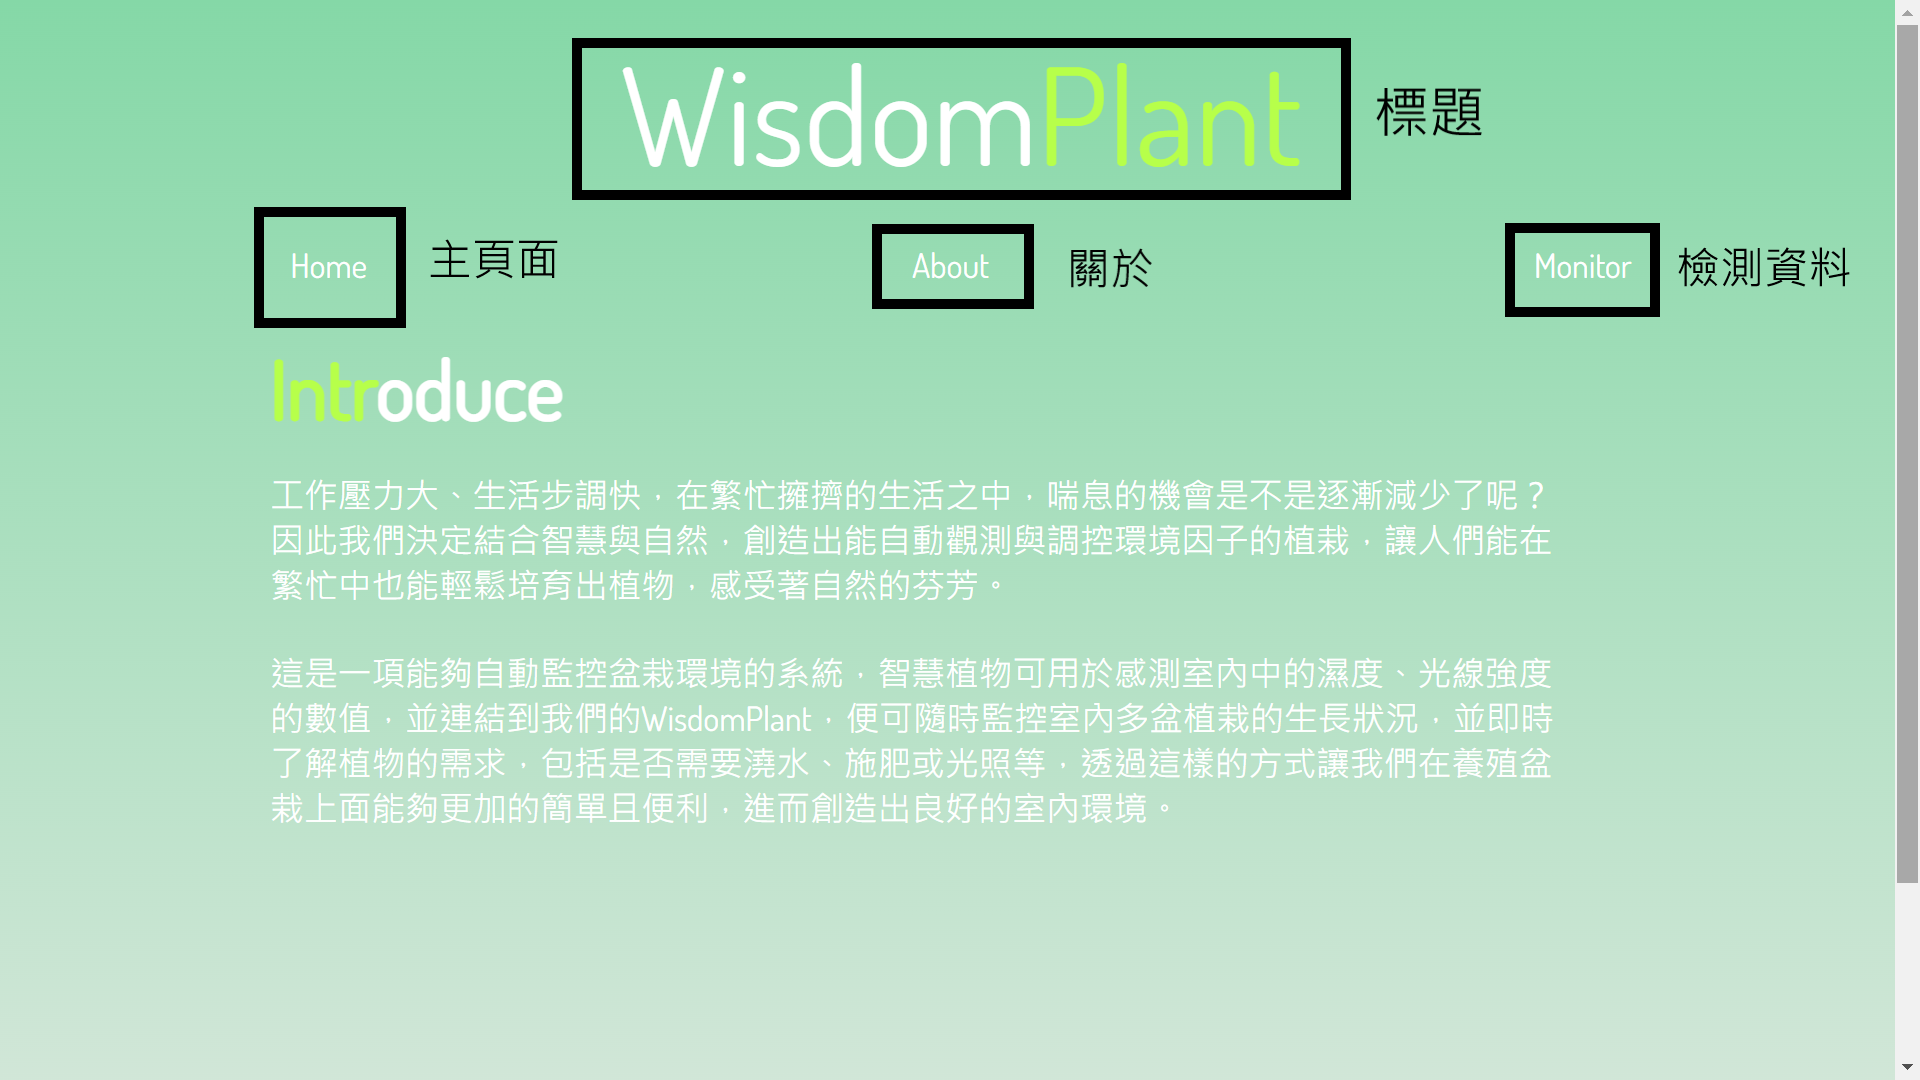 WisdomPlant 標題
Home 主頁面 About 關於 Monitor 檢測資料
Introduce
工作壓力大、生活步調快，在繁忙擁擠的生活之中，喘息的機會是不是逐漸減少了呢？
因此我們決定結合智慧與自然，創造出能自動觀測與調控環境因子的植栽，讓人們能在
繁忙中也能輕鬆培育出植物，感受著自然的芬芳。
這是一項能夠自動監控盆栽環境的系統，智慧植物可用於感測室內中的濕度、光線強度
的數值，並連結到我們的WisdomPlant，便可隨時監控室內多盆植栽的生長狀況，並即時
了解植物的需求，包括是否需要澆水、施肥或光照等，透過這樣的方式讓我們在養殖盆
栽上面能夠更加的簡單且便利，進而創造出良好的室內環境。